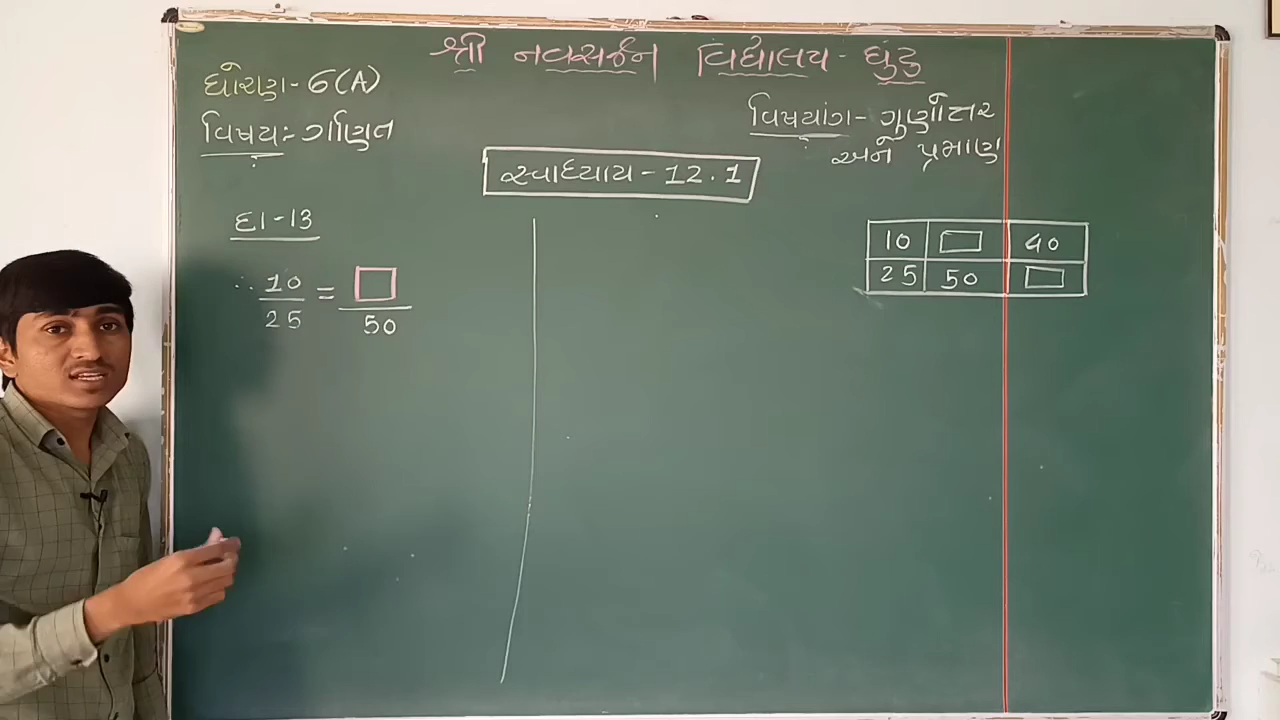 શ્રી નવસર્જન વિદ્યાલય - ઘુંટુ
ધોરણ - 6 (A)
વિષય:- ગણિત
વિષયાંગ - ગુણોત્તર
અને પ્રમાણ
સ્વાધ્યાય - 12.1
દા-13
∴ 10/25 = □/50
10 □ 40
25 50 □